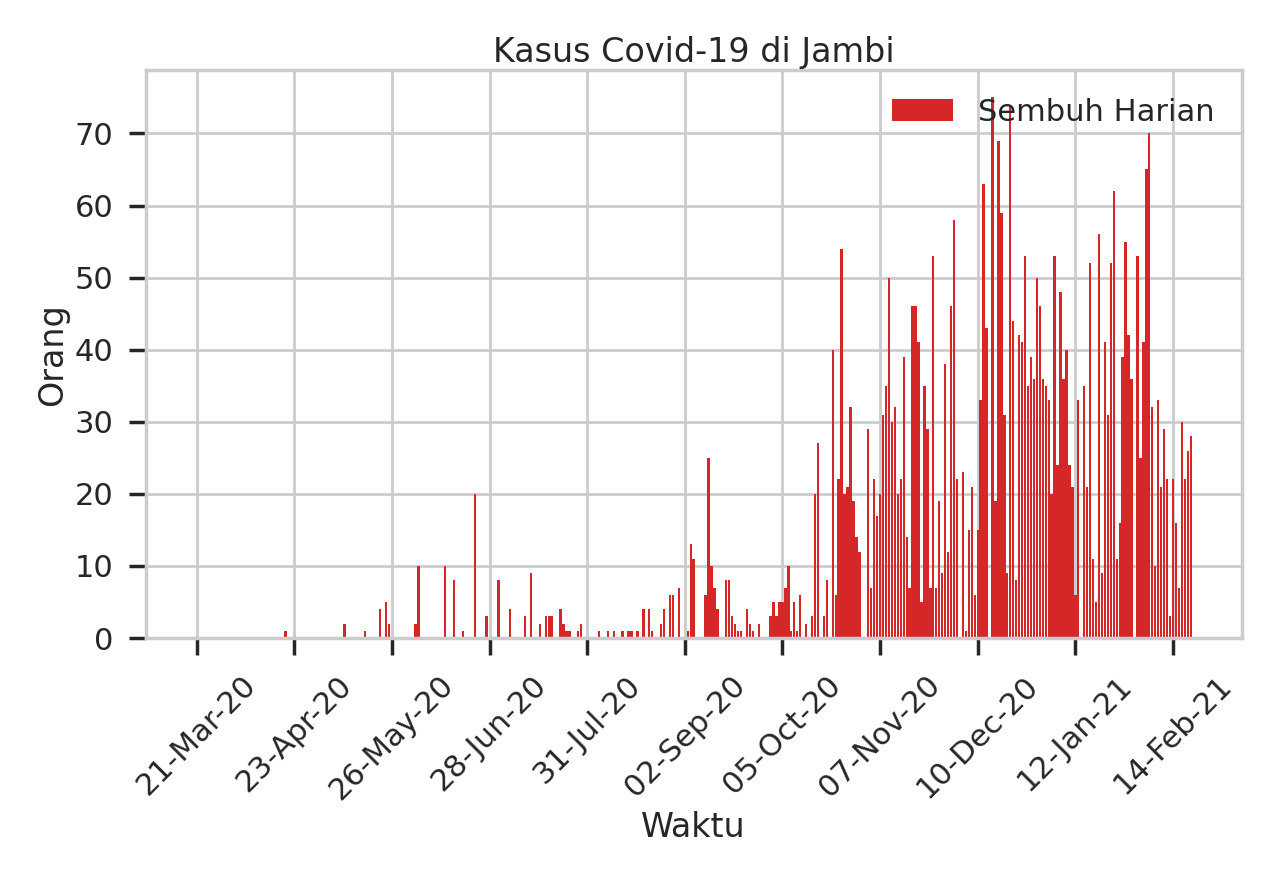 Kasus Covid-19 di Jambi
Sembuh Harian
70
60
50
40
30
20
10
0
Orang
21-Mar-20
23-Apr-20
26-May-20
28-Jun-20
31-Jul-20
02-Sep-20
05-Oct-20
07-Nov-20
10-Dec-20
12-Jan-21
14-Feb-21
Waktu